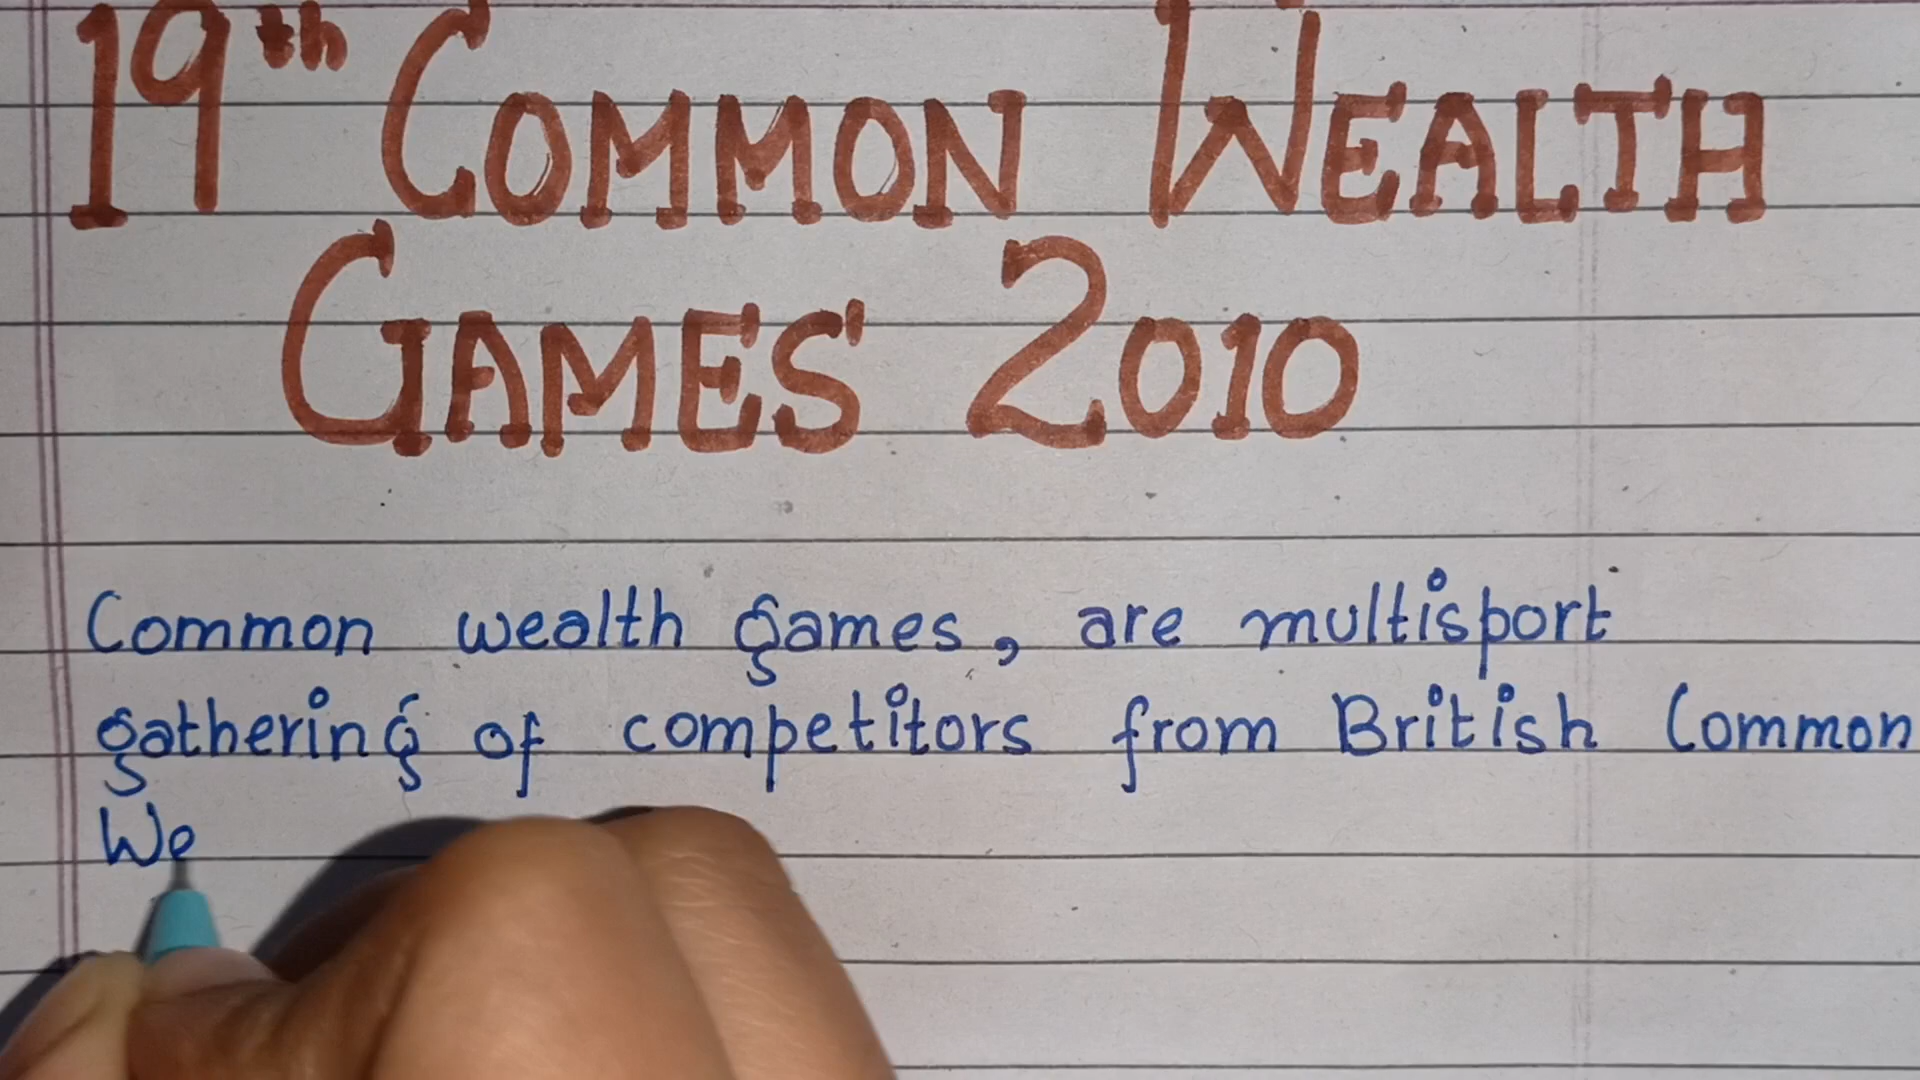 19th COMMON WEALTH
GAMES 2010
Common wealth games, are multisport
gathering of competitors from British Common
We